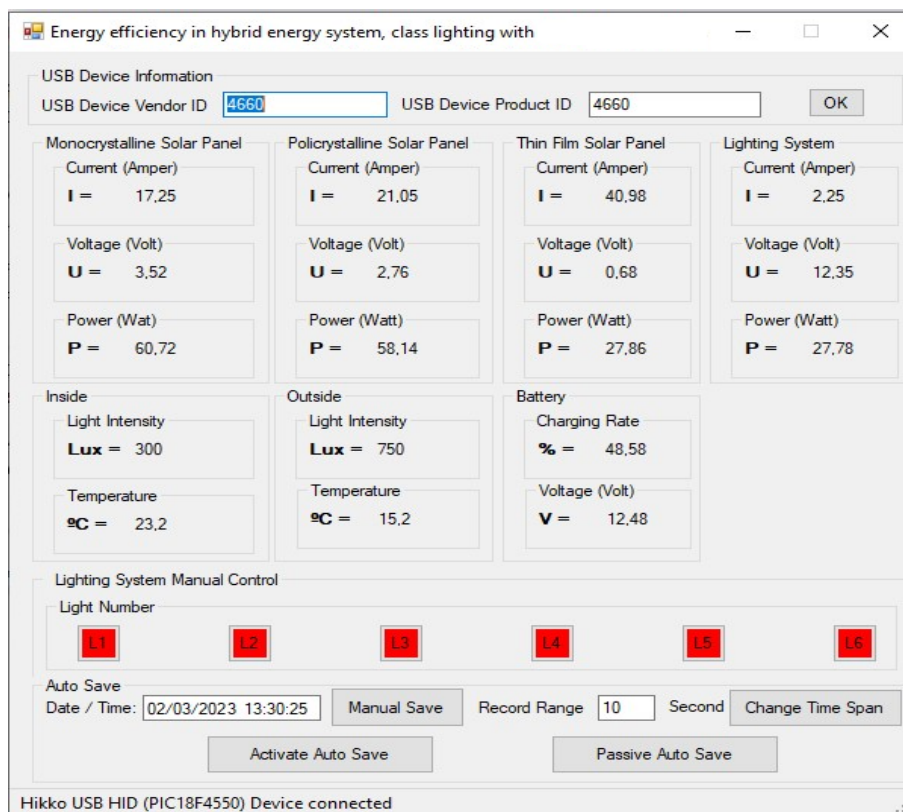 Energy efficiency in hybrid energy system, class lighting with
USB Device Information
USB Device Vendor ID 4660 USB Device Product ID 4660 OK
Monocrystalline Solar Panel Policrystalline Solar Panel Thin Film Solar Panel Lighting System
Current (Amper) Current (Amper) Current (Amper) Current (Amper)
I = 17,25 I = 21,05 I = 40,98 I = 2,25
Voltage (Volt) Voltage (Volt) Voltage (Volt) Voltage (Volt)
U = 3,52 U = 2,76 U = 0,68 U = 12,35
Power (Wat) Power (Watt) Power (Watt) Power (Watt)
P = 60,72 P = 58,14 P = 27,86 P = 27,78
Inside Outside Battery
Light Intensity Light Intensity Charging Rate
Lux = 300 Lux = 750 % = 48,58
Temperature Temperature Voltage (Volt)
ºC = 23,2 ºC = 15,2 V = 12,48
Lighting System Manual Control
Light Number
L1 L2 L3 L4 L5 L6
Auto Save
Date / Time: 02/03/2023 13:30:25 Manual Save Record Range 10 Second Change Time Span
Activate Auto Save Passive Auto Save
Hikko USB HID (PIC18F4550) Device connected